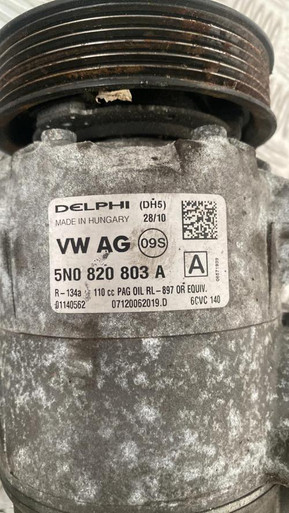 DELPHI (DH5)
MADE IN HUNGARY 28/10
VW AG 09S
5N0 820 803 A A
R-134a 110 cc PAG OIL RL-897 OR EQUIV.
01140562 07120062019.D 6CVC 140